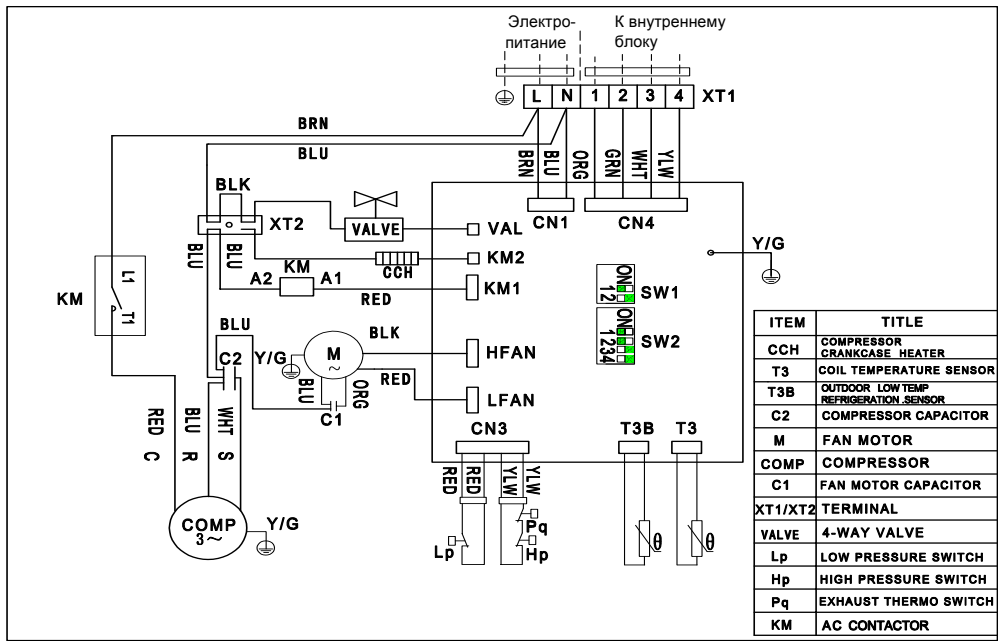 Электро-
питание
К внутреннему
блоку
L N 1 2 3 4 XT1
BRN
BLU
BRN BLU ORG GRN WHT YLW
BLK
XT2
VALVE
VAL
CN1
CN4
Y/G
BLU BLU
CCH
KM2
A2 KM A1
KM1
RED
ON
12
SW1
ON
1234
SW2
KM
L1
T1
BLU
BLK
C2
Y/G
M
~
HFAN
RED
BLU
ORG
C1
LFAN
CN3
T3B
T3
RED C
BLU R
WHT S
RED RED YLW YLW
COMP
3~
Y/G
Lp
Pq
Hp
θ
θ
ITEM TITLE
CCH COMPRESSOR
CRANKCASE HEATER
T3 COIL TEMPERATURE SENSOR
T3B OUTDOOR LOW TEMP
REFRIGERATION .SENSOR
C2 COMPRESSOR CAPACITOR
M FAN MOTOR
COMP COMPRESSOR
C1 FAN MOTOR CAPACITOR
XT1/XT2 TERMINAL
VALVE 4-WAY VALVE
Lp LOW PRESSURE SWITCH
Hp HIGH PRESSURE SWITCH
Pq EXHAUST THERMO SWITCH
KM AC CONTACTOR